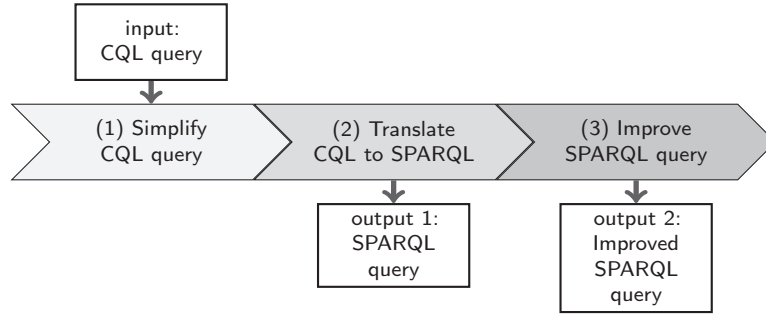 input:
CQL query
(1) Simplify
CQL query
(2) Translate
CQL to SPARQL
(3) Improve
SPARQL query
output 1:
SPARQL
query
output 2:
Improved
SPARQL
query